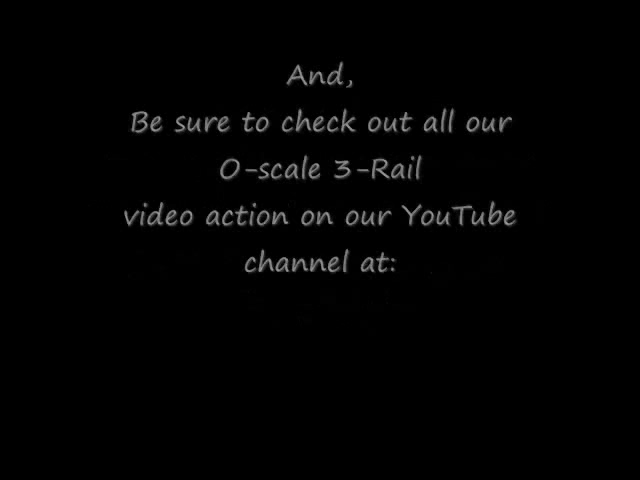 And,
Be sure to check out all our
O-scale 3-Rail
video action on our YouTube
channel at: